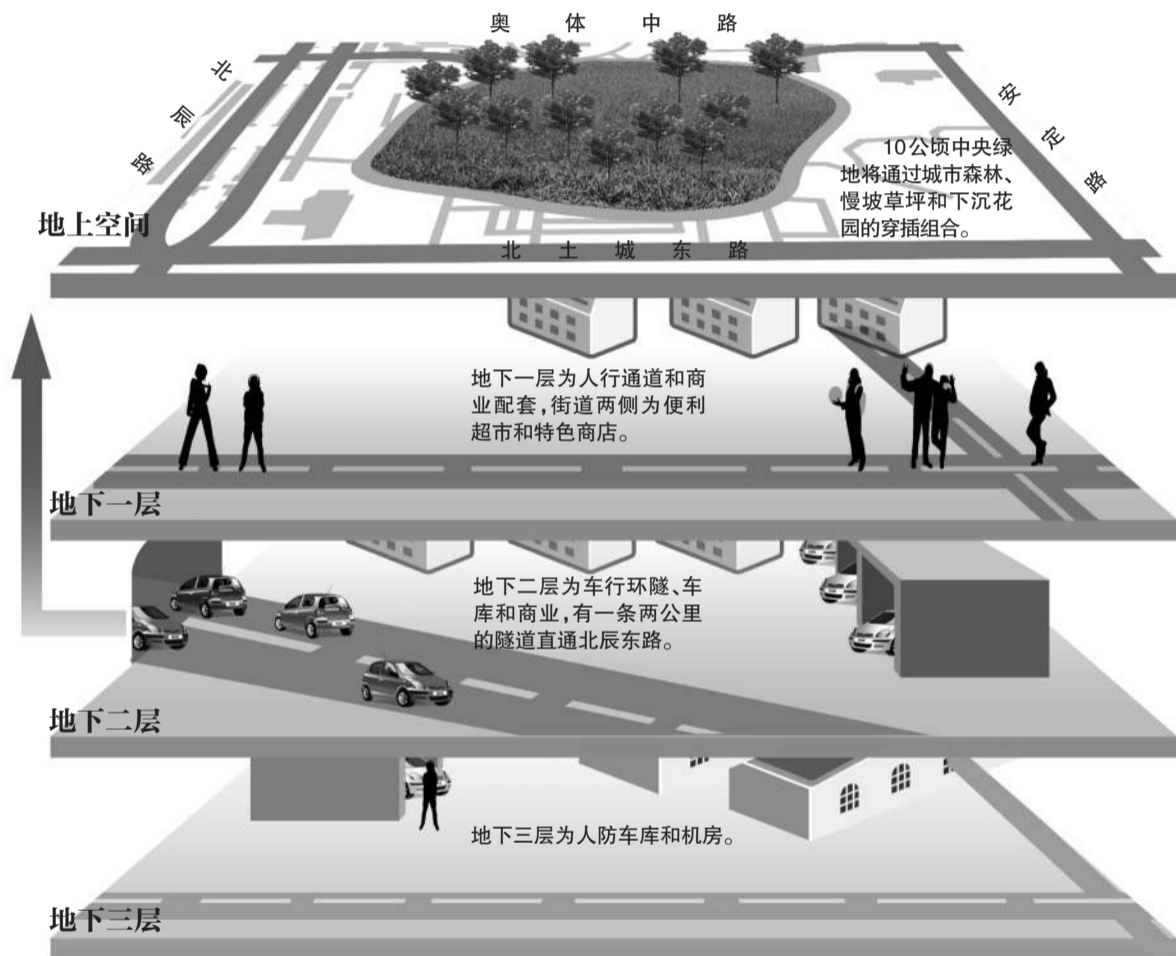 奥体中路
北辰路
安定路
10公顷中央绿
地将通过城市森林、
慢坡草坪和下沉花
园的穿插组合。
地上空间
北土城东路
地下一层为人行通道和商
业配套,街道两侧为便利
超市和特色商店。
地下一层
地下二层为车行环隧、车
库和商业,有一条两公里
的隧道直通北辰东路。
地下二层
地下三层为人防车库和机房。
地下三层